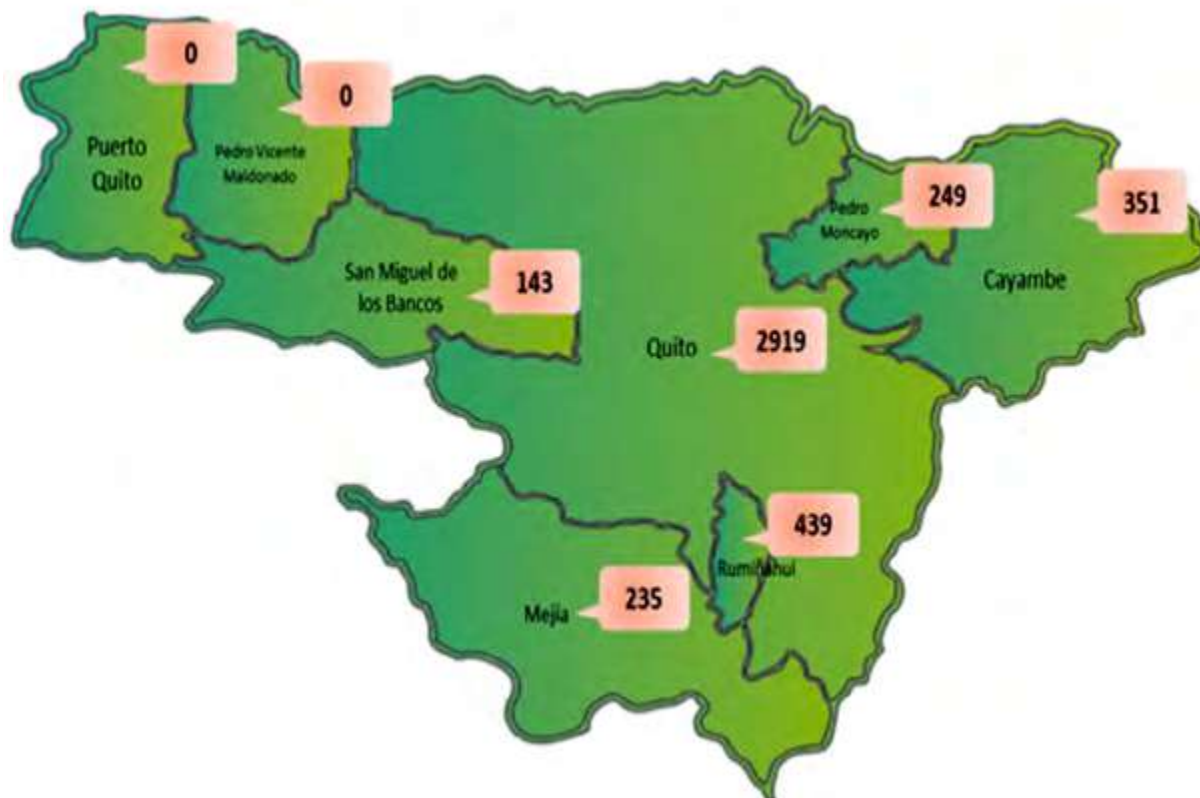 0
0
Puerto
Quito
Pedro Vicente
Maldonado
249
351
Pedro
Moncayo
San Miguel de
los Bancos
143
Cayambe
Quito
2919
439
Rumiñahui
Mejia
235